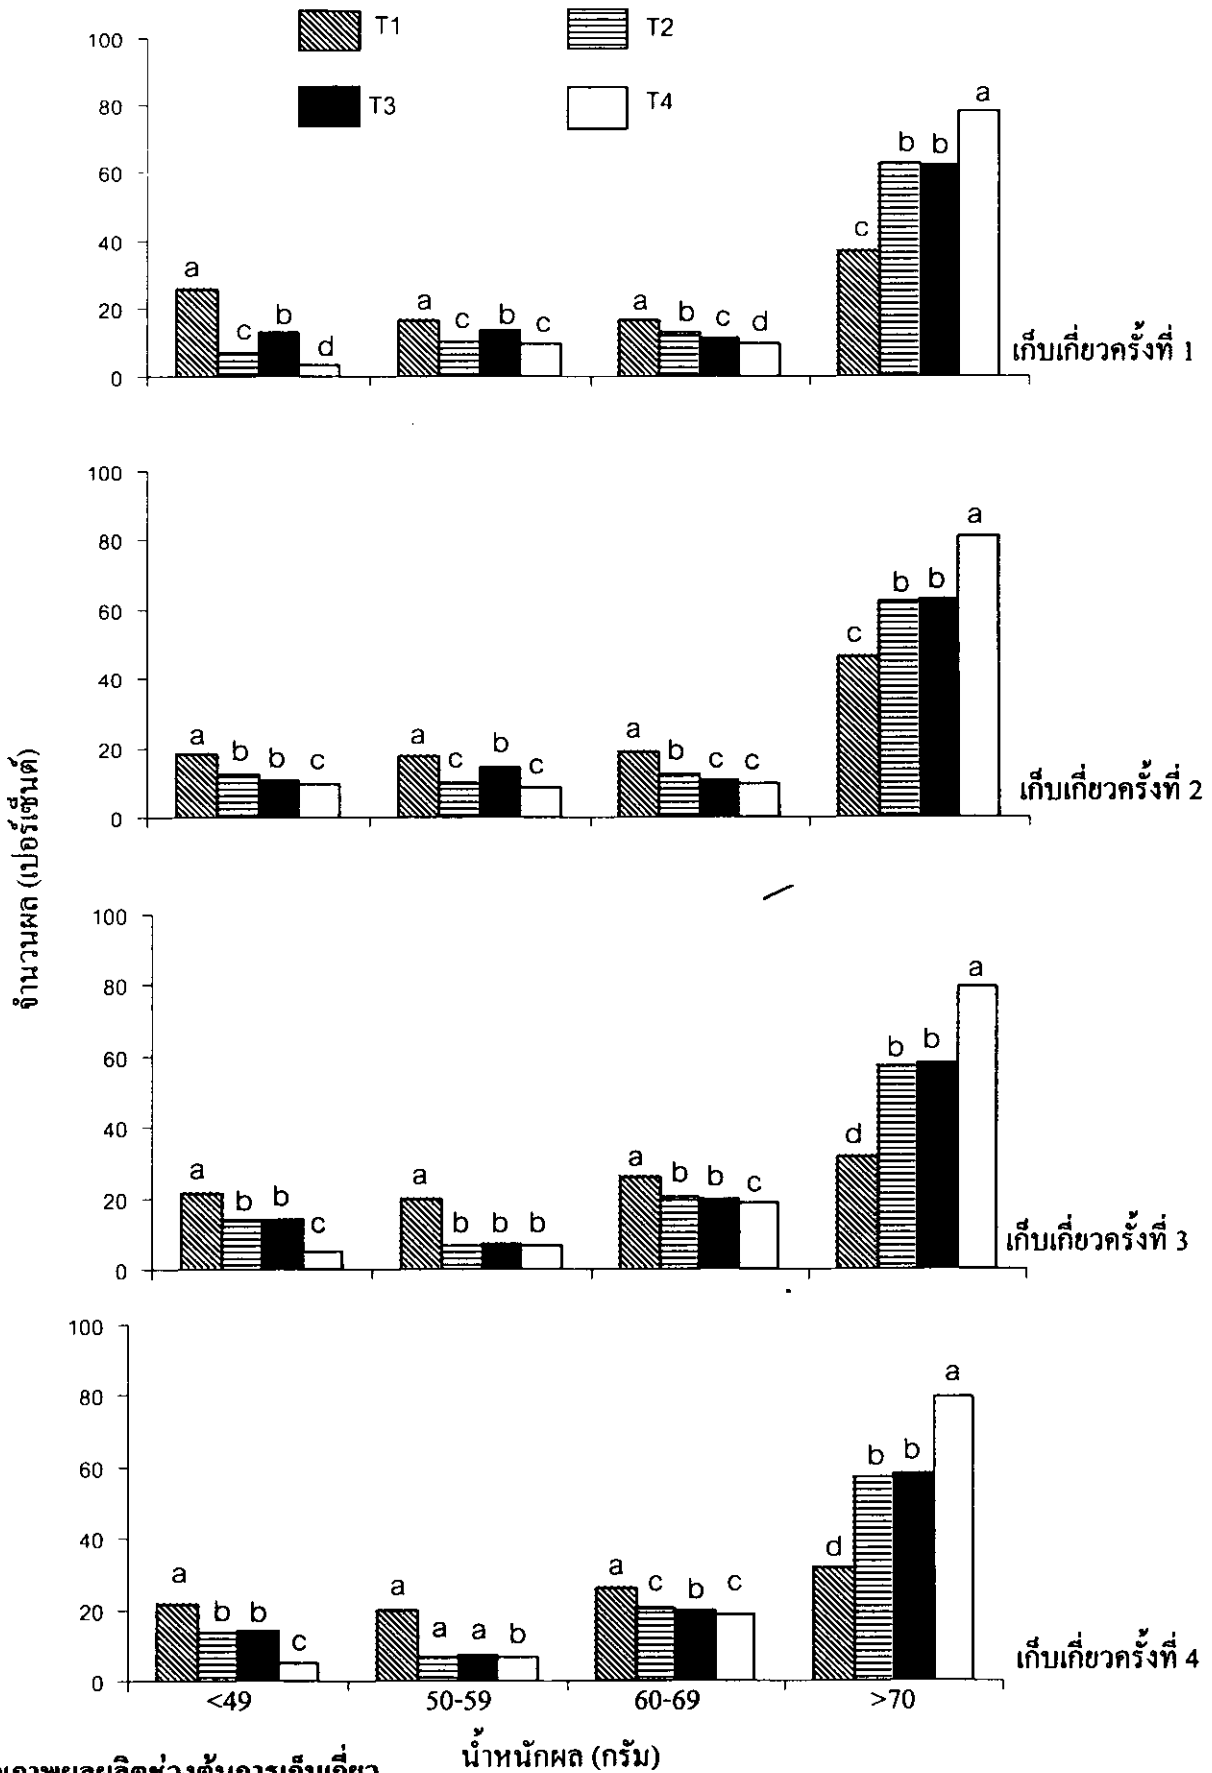 T1 T2
T3 T4
100
80
60
40
20
0
a c b d
a c b c
a b c d
c b b a
เก็บเกี่ยวครั้งที่ 1
จำนวนผล (เปอร์เซ็นต์)
100
80
60
40
20
0
a b b c
a c b c
a b c c
c b b a
เก็บเกี่ยวครั้งที่ 2
100
80
60
40
20
0
a b b c
a b b b
a b b c
d b b a
เก็บเกี่ยวครั้งที่ 3
100
80
60
40
20
0
a b b c
a a a b
a c b c
d b b a
เก็บเกี่ยวครั้งที่ 4
<49 50-59 60-69 >70
น้ำหนักผล (กรัม)